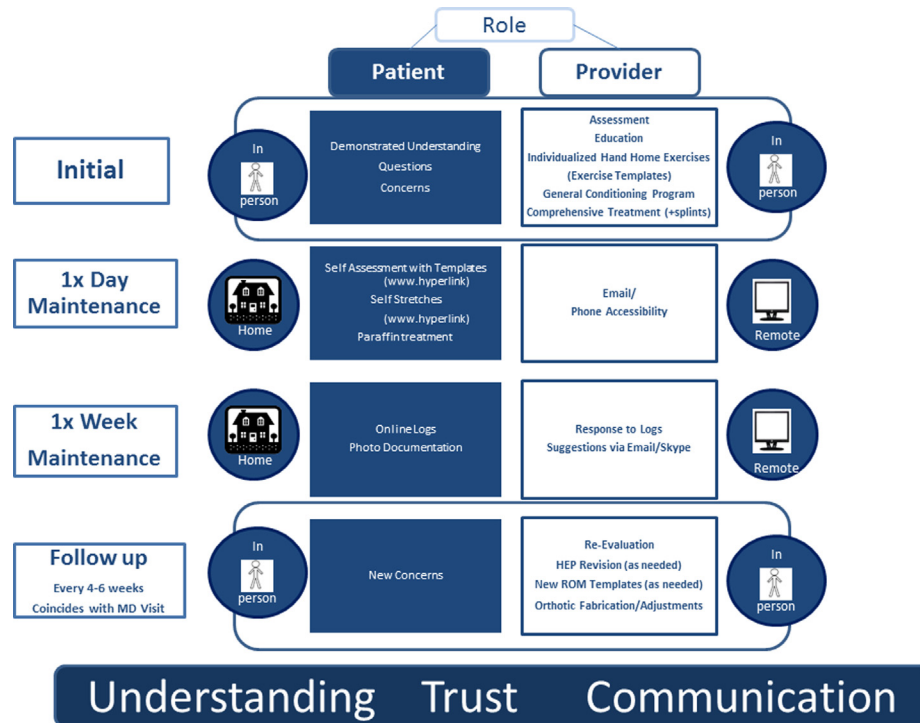 Role
Patient
Provider
Initial
In
person
Demonstrated Understanding
Questions
Concerns
Assessment
Education
Individualized Hand Home Exercises
(Exercise Templates)
General Conditioning Program
Comprehensive Treatment (+splints)
In
person
1x Day
Maintenance
Home
Self Assessment with Templates
(www.hyperlink)
Self Stretches
(www.hyperlink)
Paraffin treatment
Email/
Phone Accessibility
Remote
1x Week
Maintenance
Home
Online Logs
Photo Documentation
Response to Logs
Suggestions via Email/Skype
Remote
Follow up
Every 4-6 weeks
Coincides with MD Visit
In
person
New Concerns
Re-Evaluation
HEP Revision (as needed)
New ROM Templates (as needed)
Orthotic Fabrication/Adjustments
In
person
Understanding Trust Communication